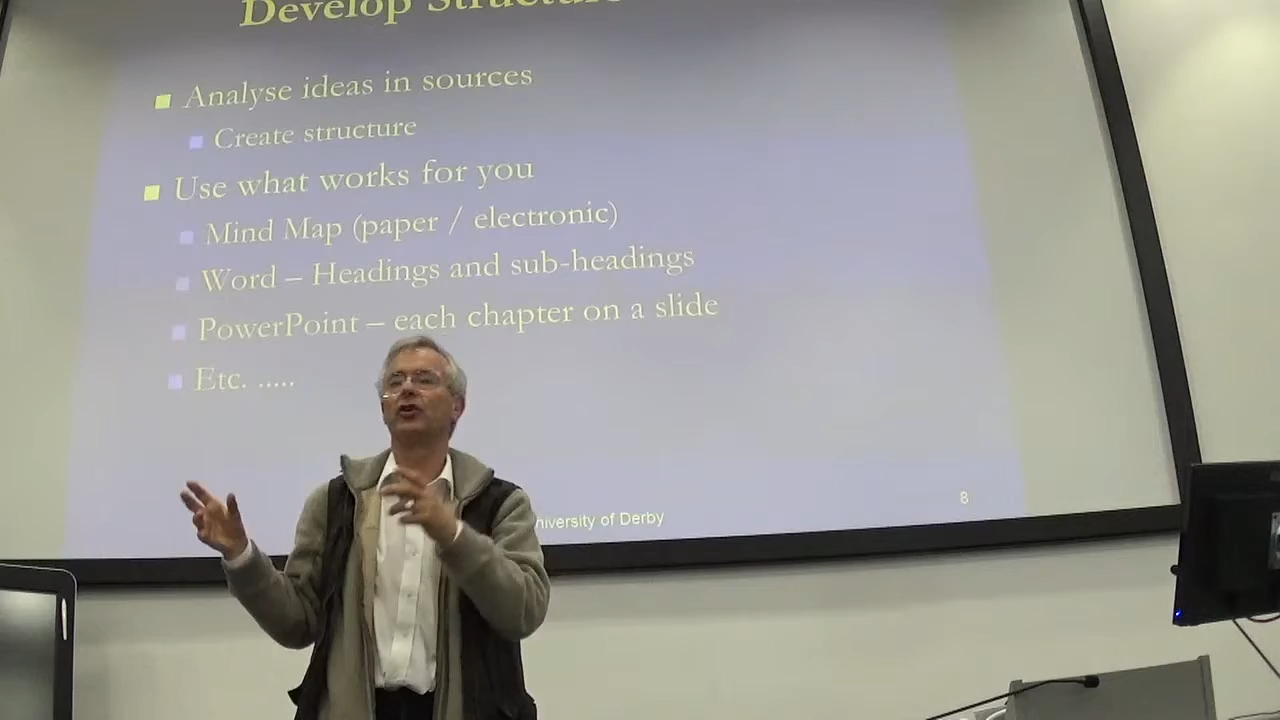 Develop Structure
Analyse ideas in sources
Create structure
Use what works for you
Mind Map (paper / electronic)
Word – Headings and sub-headings
PowerPoint – each chapter on a slide
Etc. .....
niversity of Derby
8